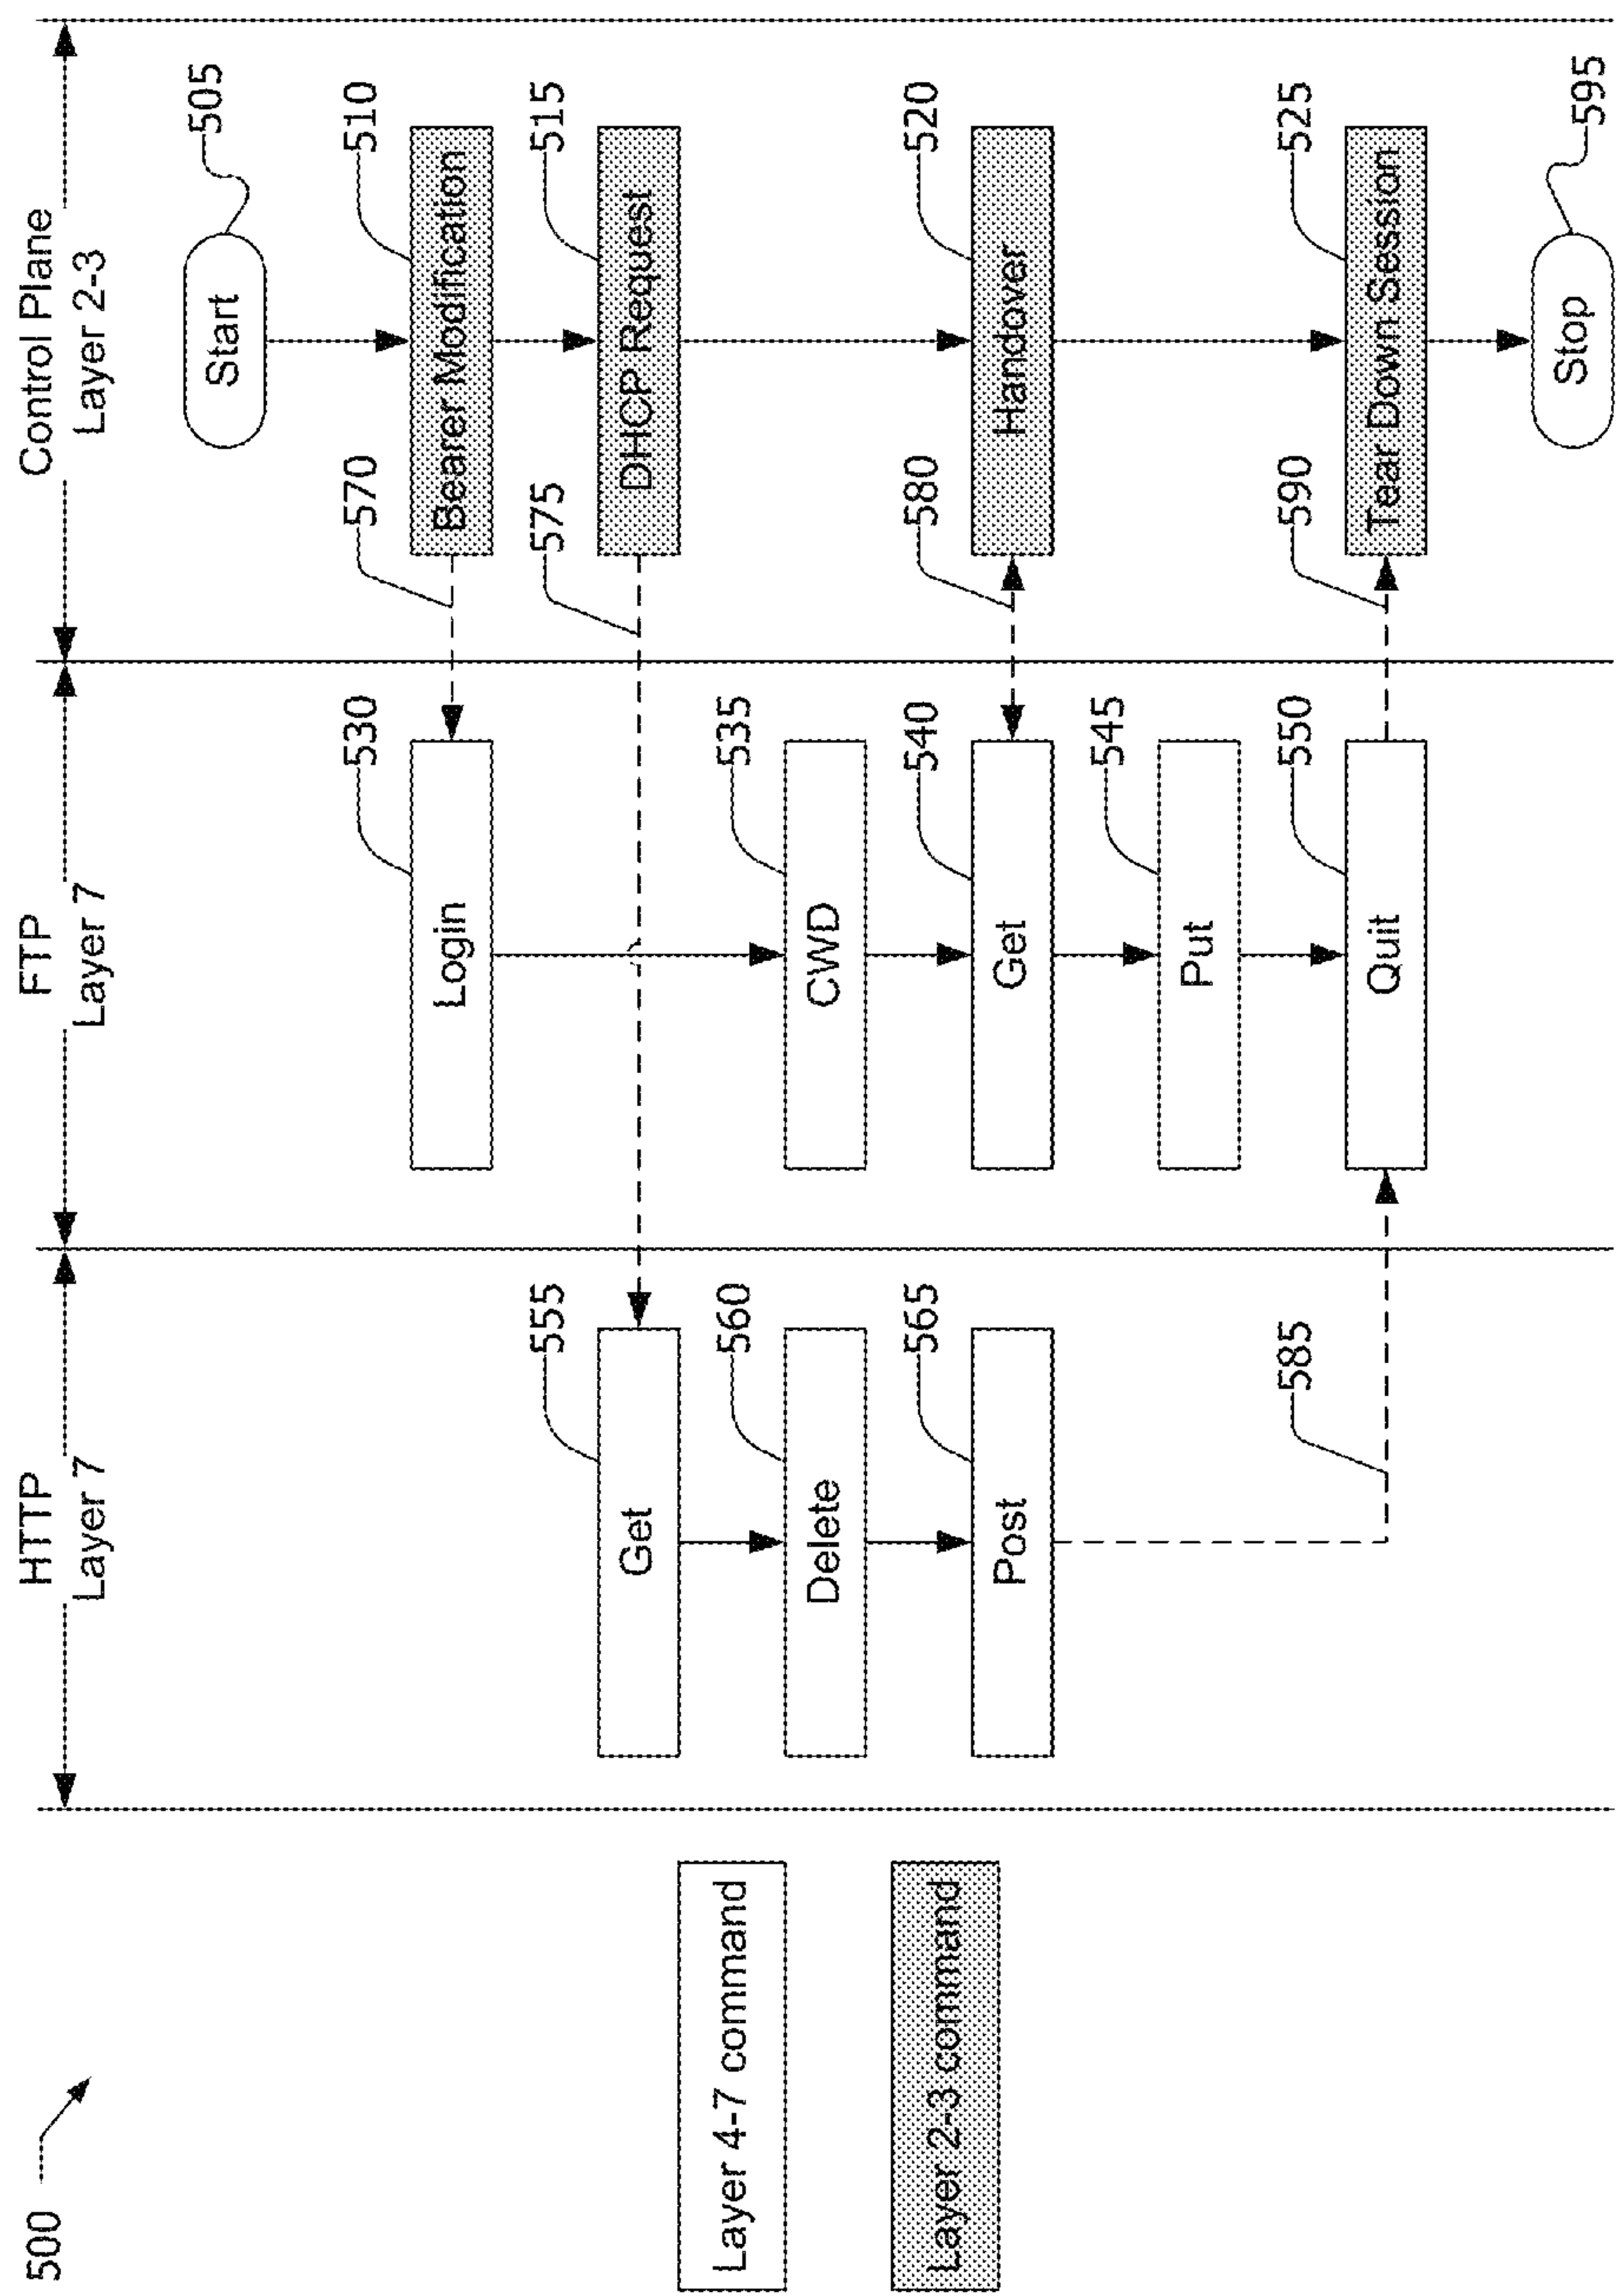 500
HTTP
Layer 7
FTP
Layer 7
Control Plane
Layer 2-3
Start
505
Login
530
570
Bearer Modification
510
Get
555
575
DHCP Request
515
Layer 4-7 command
Delete
560
CWD
535
Layer 2-3 command
Post
565
Get
540
580
Handover
520
Put
545
585
Quit
550
590
Tear Down Session
525
Stop
595